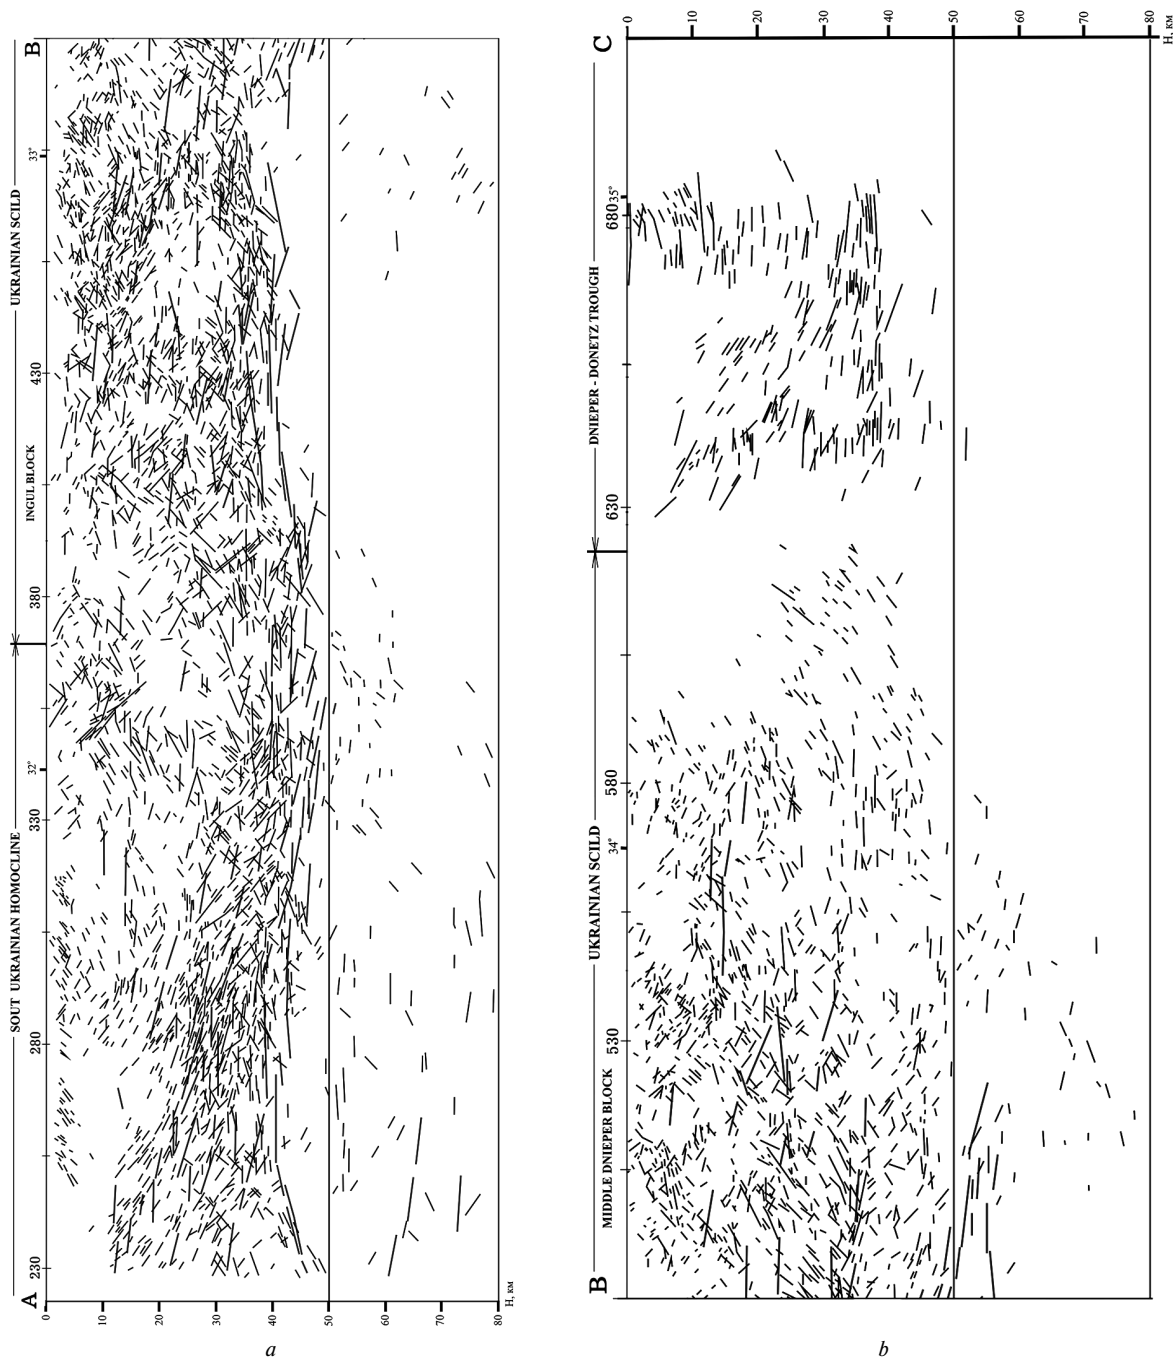 A
SOUT UKRAINIAN HOMOCLINE
INGUL BLOCK
UKRAINIAN SCILD
B
230
280
330
32°
380
430
33°
0
10
20
30
40
50
60
70
80
Н, км
a
B
MIDDLE DNIEPER BLOCK
UKRAINIAN SCILD
DNIEPER - DONETZ TROUGH
C
530
34°
580
630
680
35°
0
10
20
30
40
50
60
70
80
Н, км
b